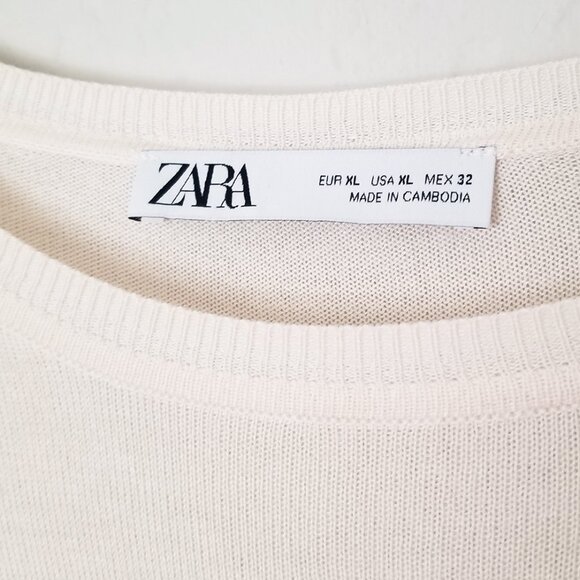 ZARA
EUR XL USA XL MEX 32
MADE IN CAMBODIA